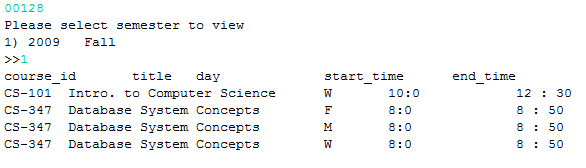 00128
Please select semester to view
1) 2009 Fall
>>1
course_id title day start_time end_time
CS-101 Intro. to Computer Science W 10:0 12 : 30
CS-347 Database System Concepts F 8:0 8 : 50
CS-347 Database System Concepts M 8:0 8 : 50
CS-347 Database System Concepts W 8:0 8 : 50